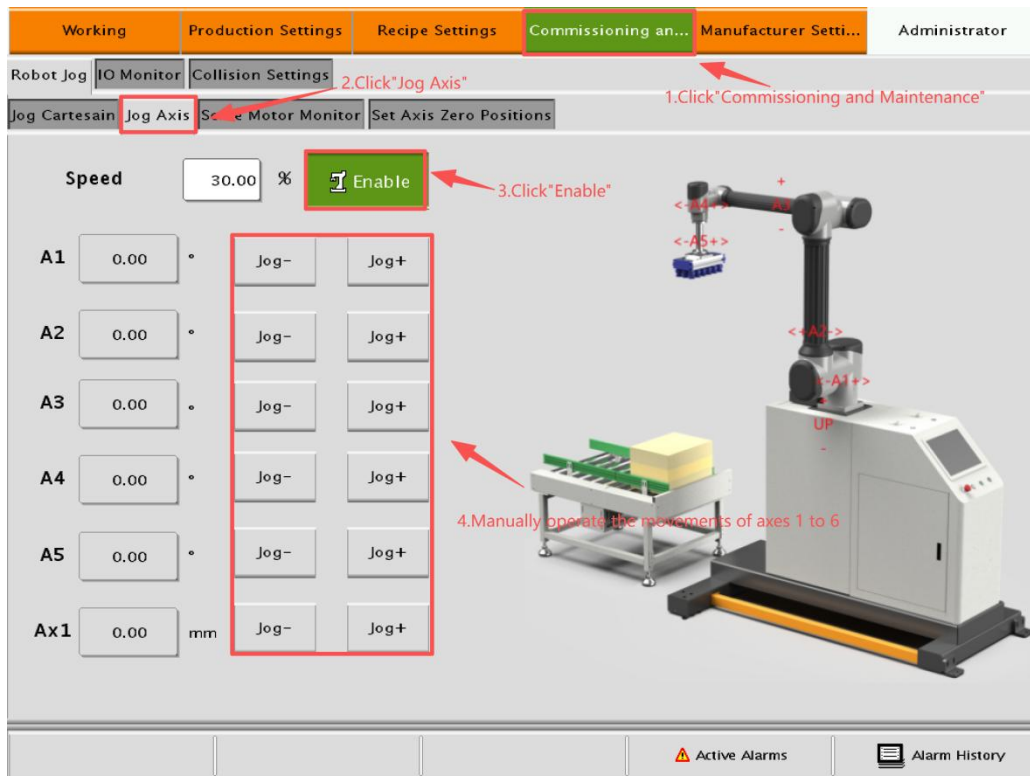 Working Production Settings Recipe Settings Commissioning an... Manufacturer Setti... Administrator
Robot Jog IO Monitor Collision Settings
2.Click"Jog Axis"
1.Click"Commissioning and Maintenance"
Jog Cartesain Jog Axis Motor Monitor Set Axis Zero Positions
Speed 30.00 % Enable
3.Click"Enable"
+
<-A4+> A3
-
<-A5+>
A1 0.00 ° Jog- Jog+
A2 0.00 ° Jog- Jog+
<+A2->
A3 0.00 ° Jog- Jog+
<-A1+>
+
UP
-
A4 0.00 ° Jog- Jog+
4.Manually operate the movements of axes 1 to 6
A5 0.00 ° Jog- Jog+
Ax1 0.00 mm Jog- Jog+
Active Alarms Alarm History